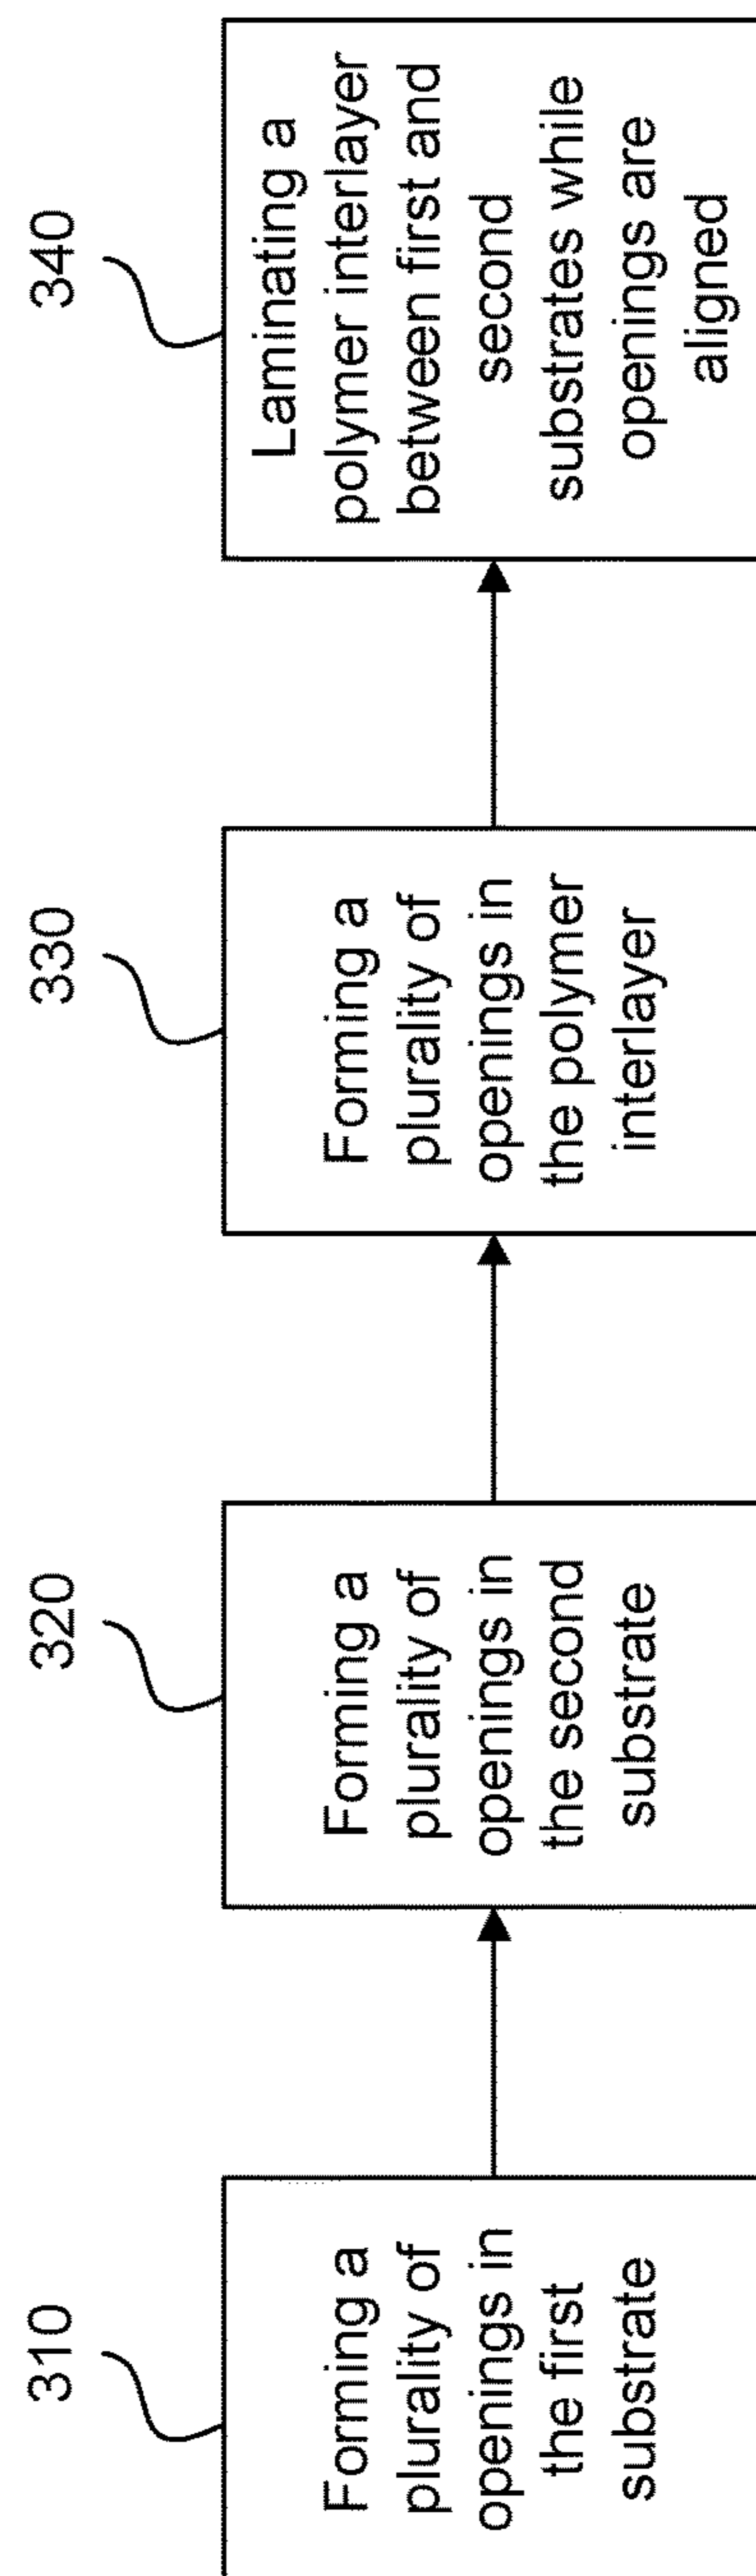 310
Forming a
plurality of
openings in
the first
substrate
320
Forming a
plurality of
openings in
the second
substrate
330
Forming a
plurality of
openings in
the polymer
interlayer
340
Laminating a
polymer interlayer
between first and
second
substrates while
openings are
aligned